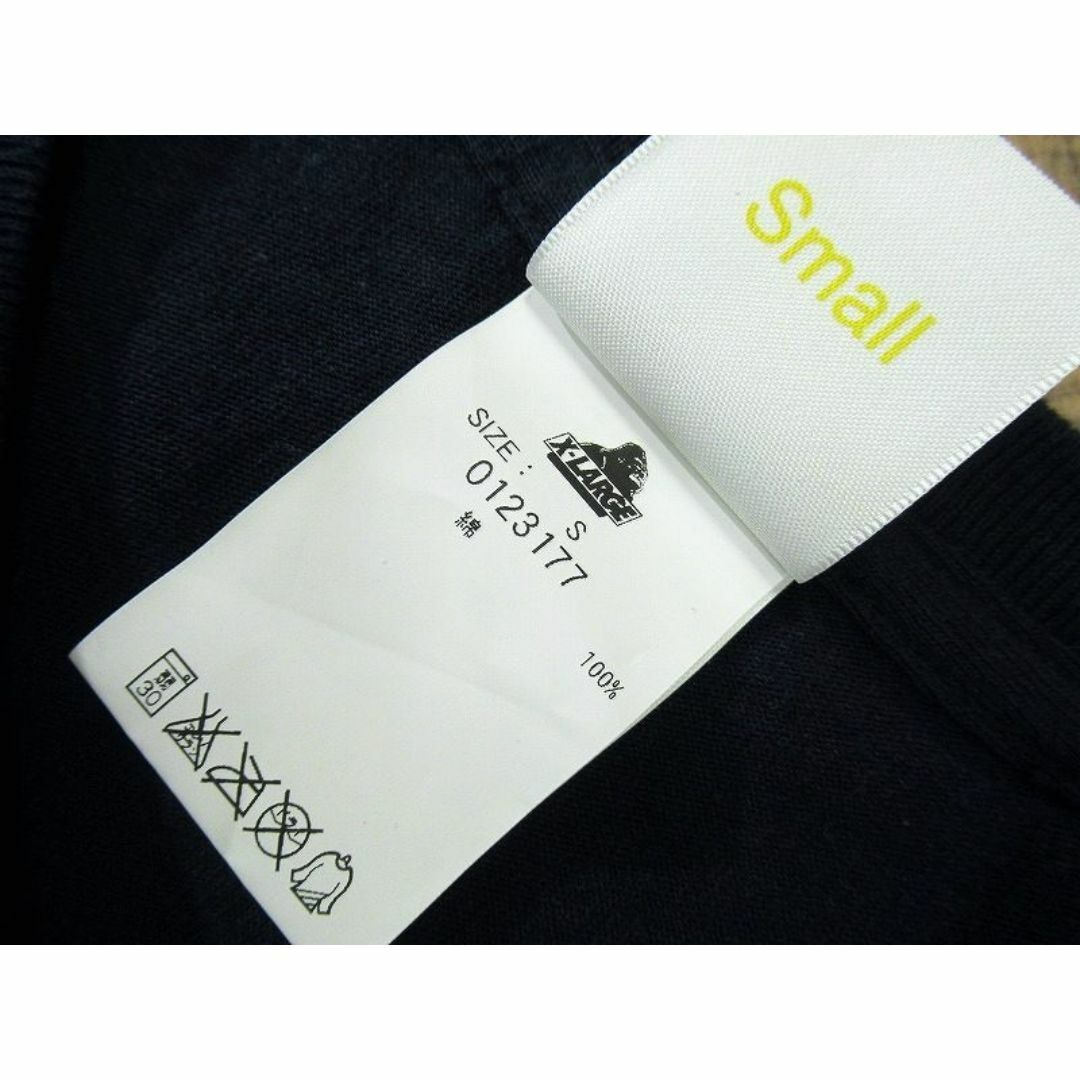 Small
X-LARGE
SIZE : S
0123177
綿 100%
30